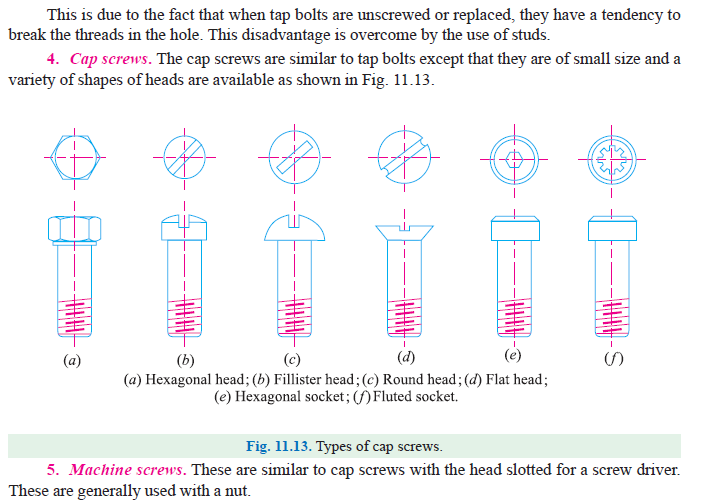 This is due to the fact that when tap bolts are unscrewed or replaced, they have a tendency to
break the threads in the hole. This disadvantage is overcome by the use of studs.
4. Cap screws. The cap screws are similar to tap bolts except that they are of small size and a
variety of shapes of heads are available as shown in Fig. 11.13.
(a) (b) (c) (d) (e) (f)
(a) Hexagonal head; (b) Fillister head; (c) Round head; (d) Flat head;
(e) Hexagonal socket; (f) Fluted socket.
Fig. 11.13. Types of cap screws.
5. Machine screws. These are similar to cap screws with the head slotted for a screw driver.
These are generally used with a nut.